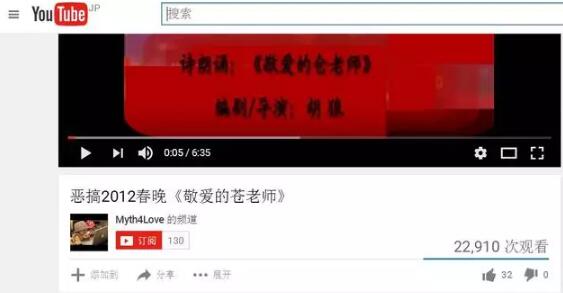 YouTube JP
搜索
诗朗诵：《敬爱的仓老师》
编剧/导演：胡狼
0:05 / 6:35
恶搞2012春晚《敬爱的苍老师》
Myth4Love 的频道
订阅 130
22,910 次观看
添加到 分享 展开 32 0